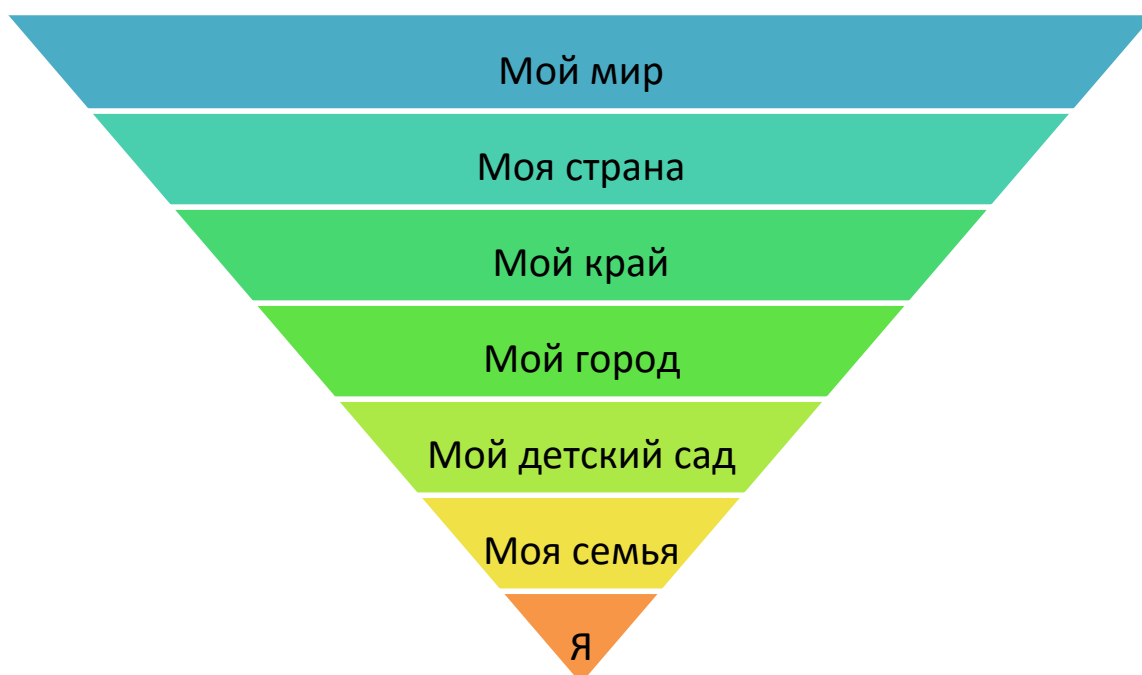 Мой мир
Моя страна
Мой край
Мой город
Мой детский сад
Моя семья
Я